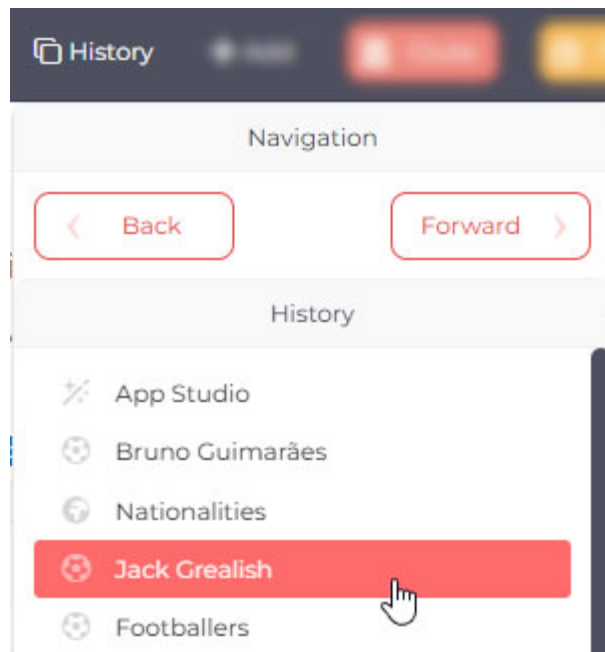 History
Navigation
Back Forward
History
App Studio
Bruno Guimarães
Nationalities
Jack Grealish
Footballers